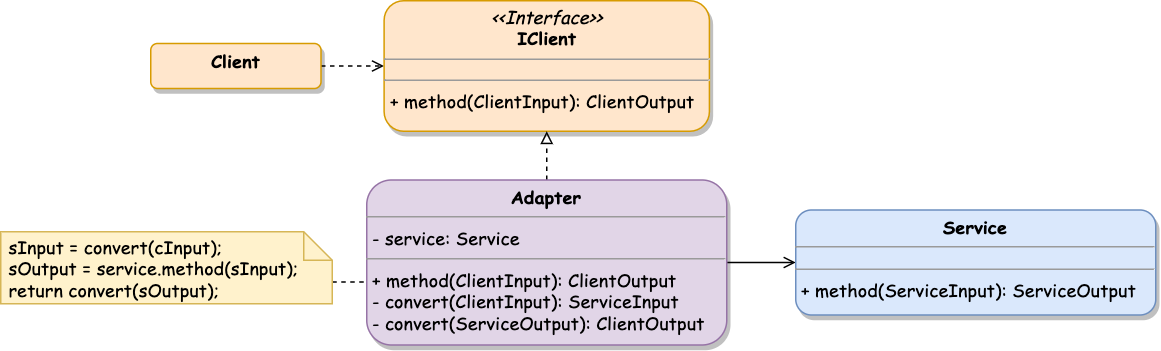 <<Interface>>
IClient
+ method(ClientInput): ClientOutput
Client
Adapter
- service: Service
+ method(ClientInput): ClientOutput
- convert(ClientInput): ServiceInput
- convert(ServiceOutput): ClientOutput
sInput = convert(cInput);
sOutput = service.method(sInput);
return convert(sOutput);
Service
+ method(ServiceInput): ServiceOutput